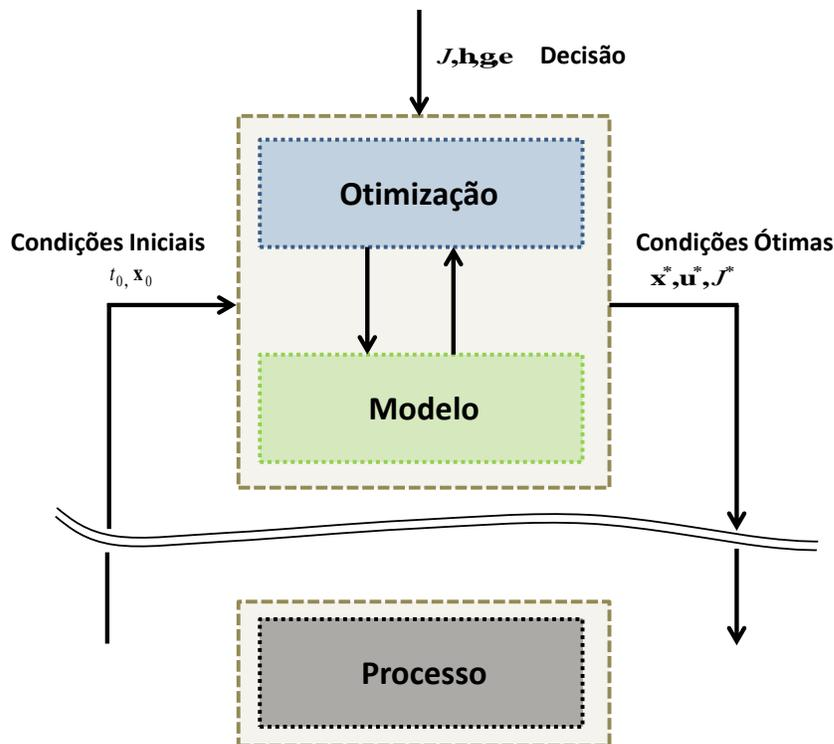 J,h,g,e Decisão
Otimização
Condições Iniciais
t₀, x₀
Condições Ótimas
x*,u*,J*
Modelo
Processo